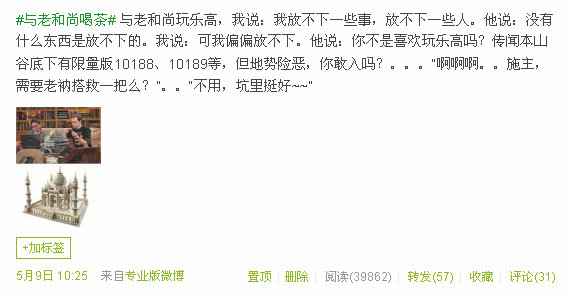 #与老和尚喝茶# 与老和尚玩乐高，我说：我放不下一些事，放不下一些人。他说：没有
什么东西是放不下的。我说：可我偏偏放不下。他说：你不是喜欢玩乐高吗？传闻本山
谷底下有限量版10188、10189等，但地势险恶，你敢入吗？。。。"啊啊啊。。施主，
需要老衲搭救一把么？"。。"不用，坑里挺好~~"
+加标签
5月9日 10:25 来自专业版微博 置顶 | 删除 | 阅读(39862) | 转发(57) | 收藏 | 评论(31)